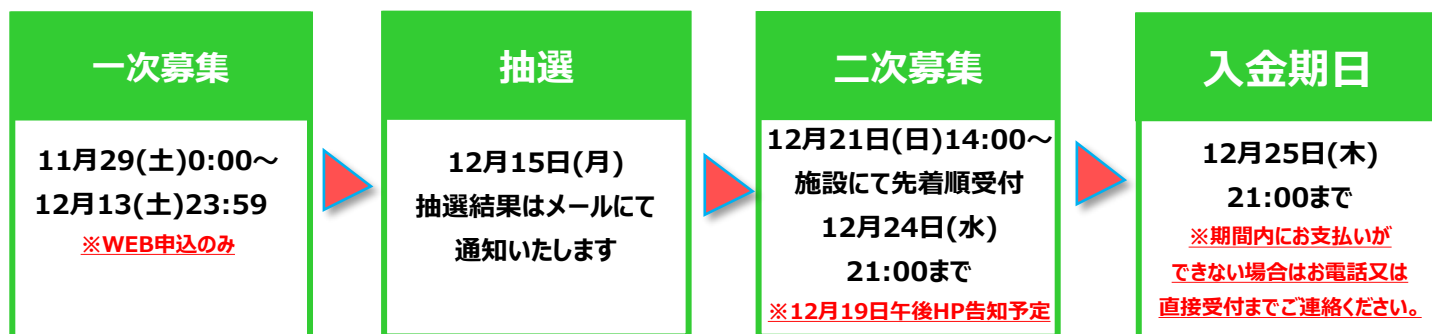 一次募集
11月29(土)0:00～
12月13(土)23:59
※WEB申込のみ
抽選
12月15日(月)
抽選結果はメールにて
通知いたします
二次募集
12月21日(日)14:00～
施設にて先着順受付
12月24日(水)
21:00まで
※12月19日午後HP告知予定
入金期日
12月25日(木)
21:00まで
※期間内にお支払いが
できない場合はお電話又は
直接受付までご連絡ください。